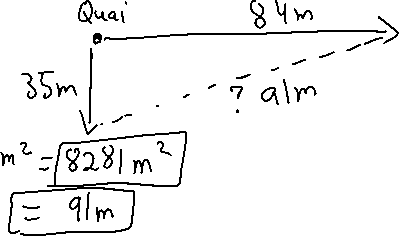 Quai
84m
35m
? 91m
m² = 8281m²
= 91m